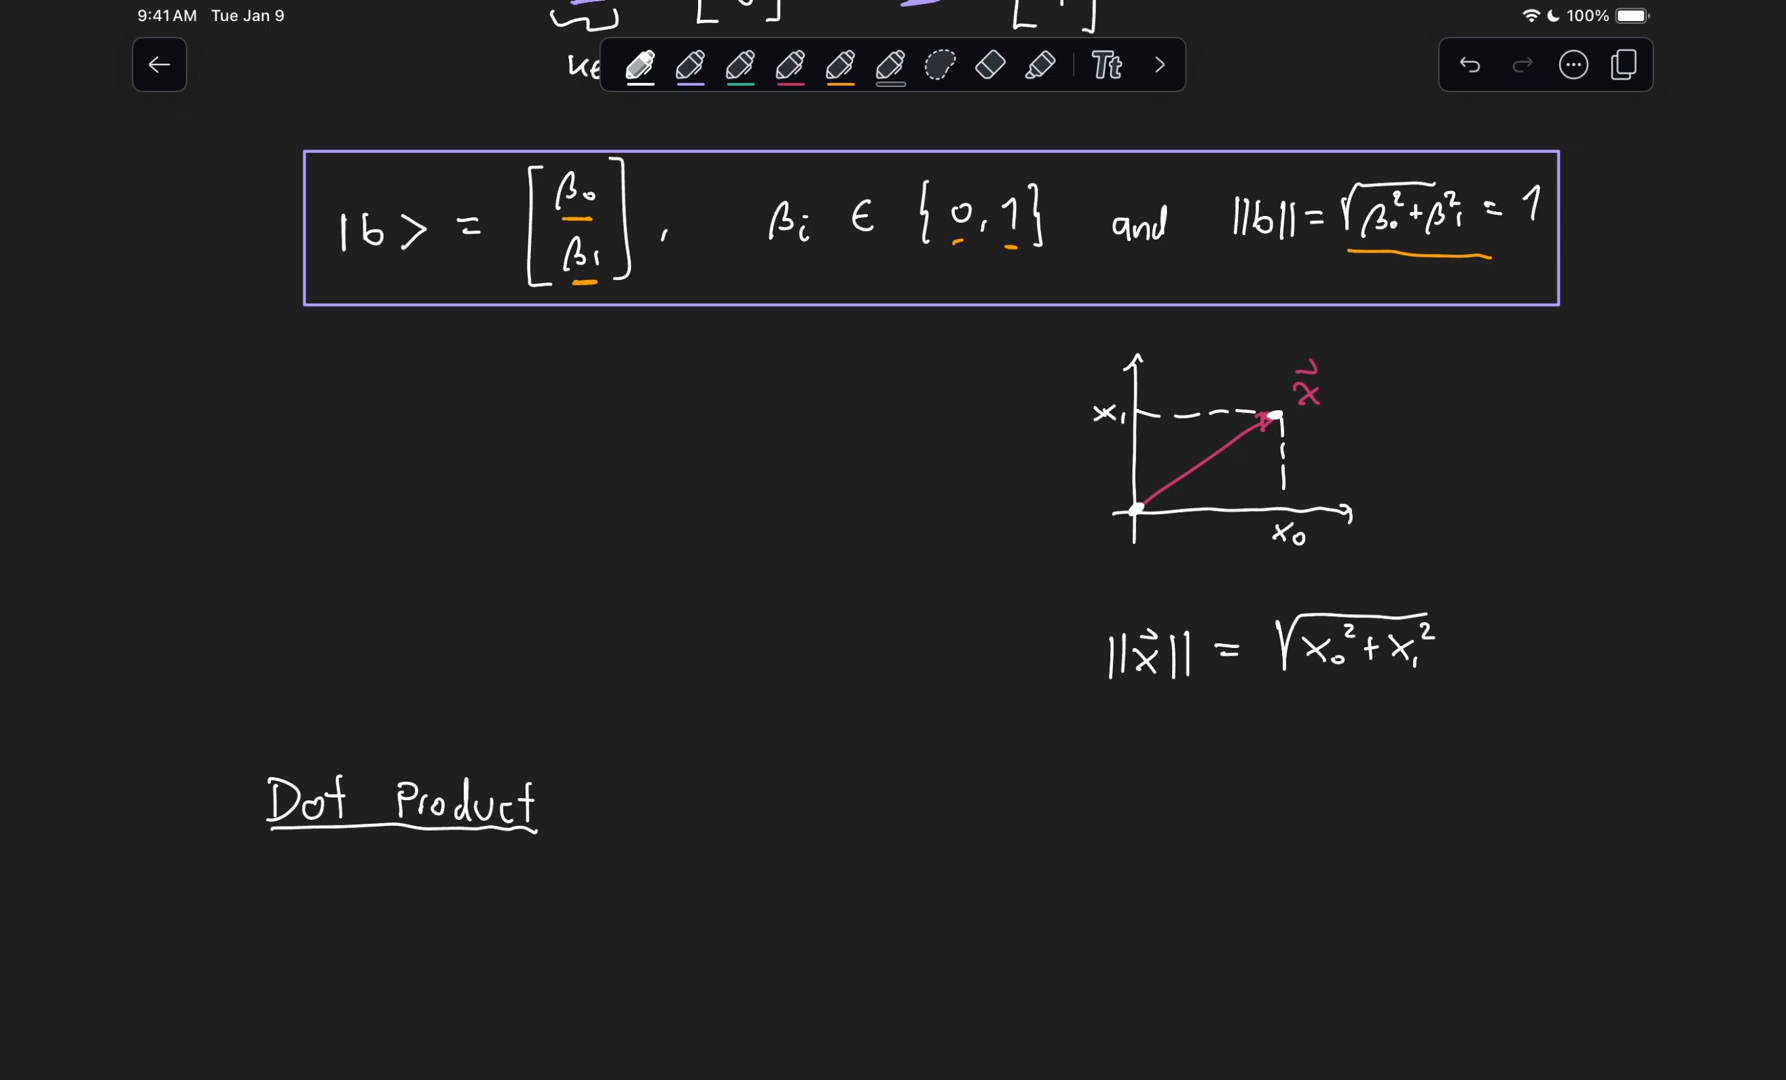 9:41 AM Tue Jan 9 100%
Tt
|b> = [β₀ β₁], βᵢ ∈ {0,1} and ||b|| = √β₀²+β₁² = 1
x⃗
x₁
x₀
||x⃗|| = √x₀²+x₁²
Dot Product